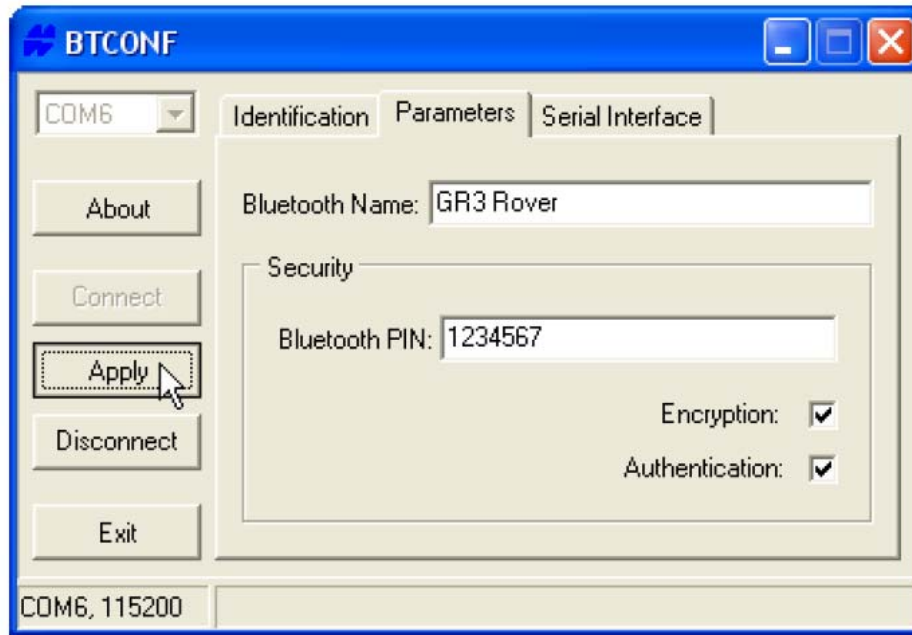 BTCONF
COM6
Identification
Parameters
Serial Interface
About
Bluetooth Name: GR3 Rover
Security
Connect
Bluetooth PIN: 1234567
Apply
Encryption:
Disconnect
Authentication:
Exit
COM6, 115200